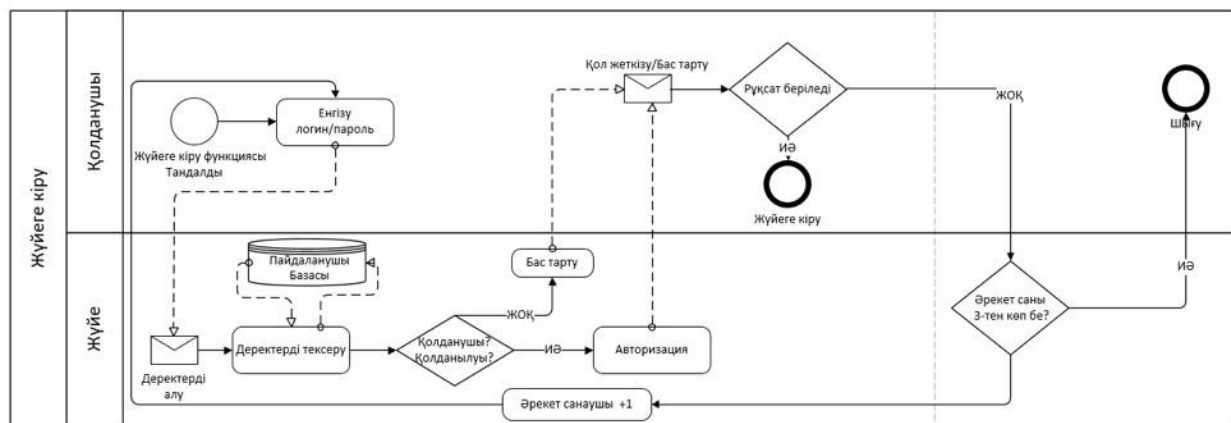 Жүйеге кіру
Қолданушы
Жүйе
Жүйеге кіру функциясы
Тандалды
Енгізу
логин/пароль
Қол жеткізу/Бас тарту
Рұқсат беріледі
ИӘ
Жүйеге кіру
ЖОҚ
Шығу
Пайдаланушы
Базасы
Деректерді
алу
Деректерді тексеру
Қолданушы?
Қолданылуы?
ЖОҚ
Бас тарту
ИӘ
Авторизация
Әрекет саны
3-тен көп бе?
ИӘ
Әрекет санаушы +1